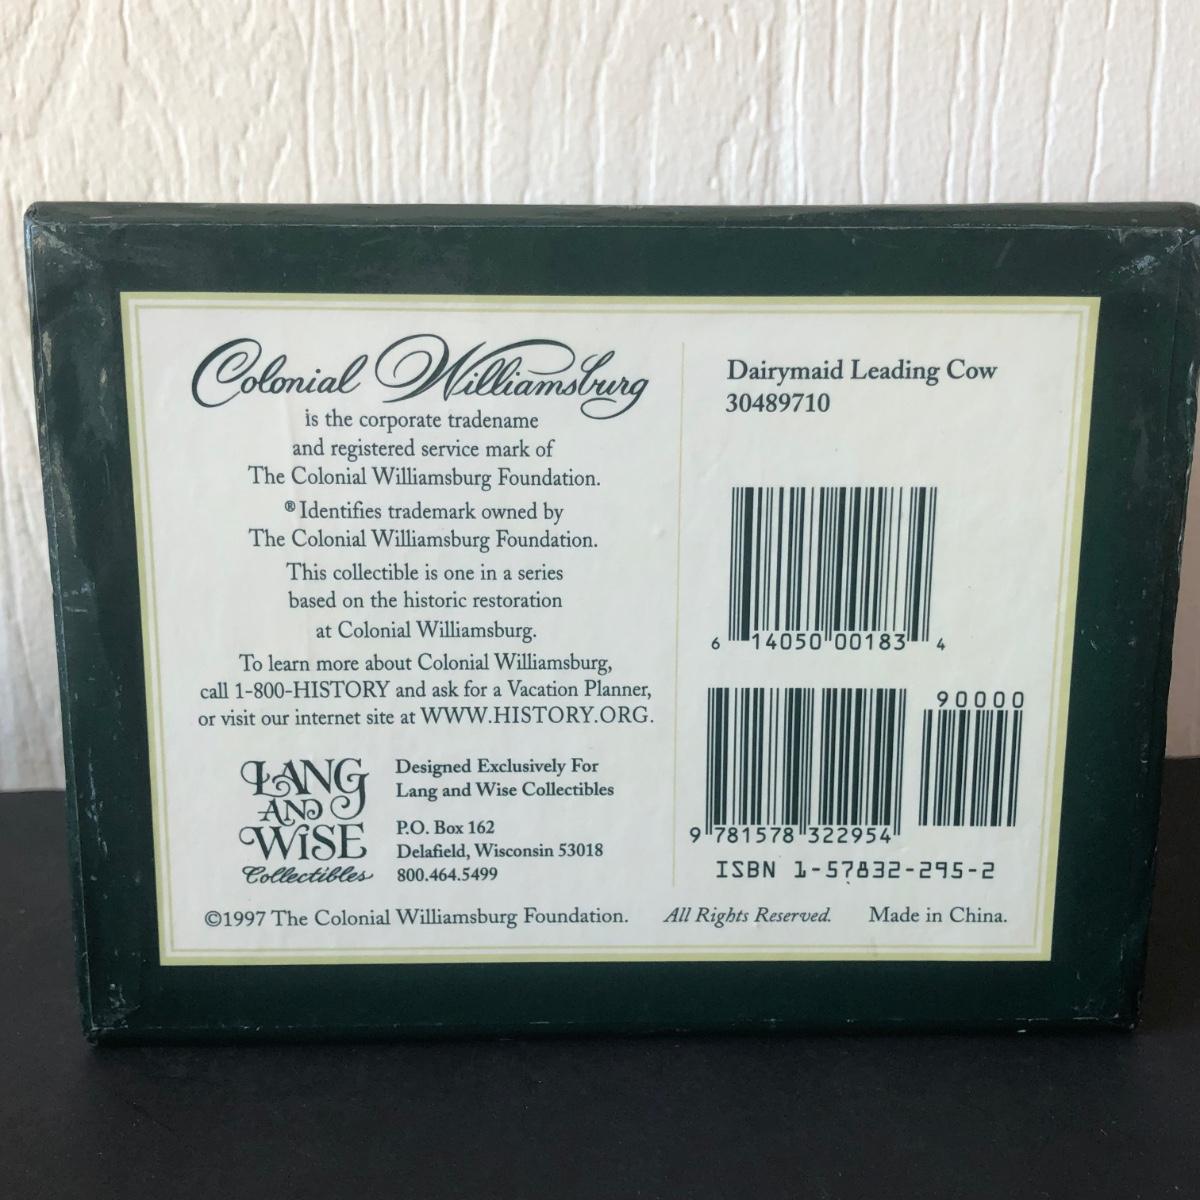 Colonial Williamsburg
is the corporate tradename
and registered service mark of
The Colonial Williamsburg Foundation.
® Identifies trademark owned by
The Colonial Williamsburg Foundation.
This collectible is one in a series
based on the historic restoration
at Colonial Williamsburg.
To learn more about Colonial Williamsburg,
call 1-800-HISTORY and ask for a Vacation Planner,
or visit our internet site at WWW.HISTORY.ORG.
LANG
AND
WISE
Collectibles
Designed Exclusively For
Lang and Wise Collectibles
P.O. Box 162
Delafield, Wisconsin 53018
800.464.5499
Dairymaid Leading Cow
30489710
6 14050 00183 4
90000
9 781578 322954
ISBN 1-57832-295-2
©1997 The Colonial Williamsburg Foundation. All Rights Reserved. Made in China.